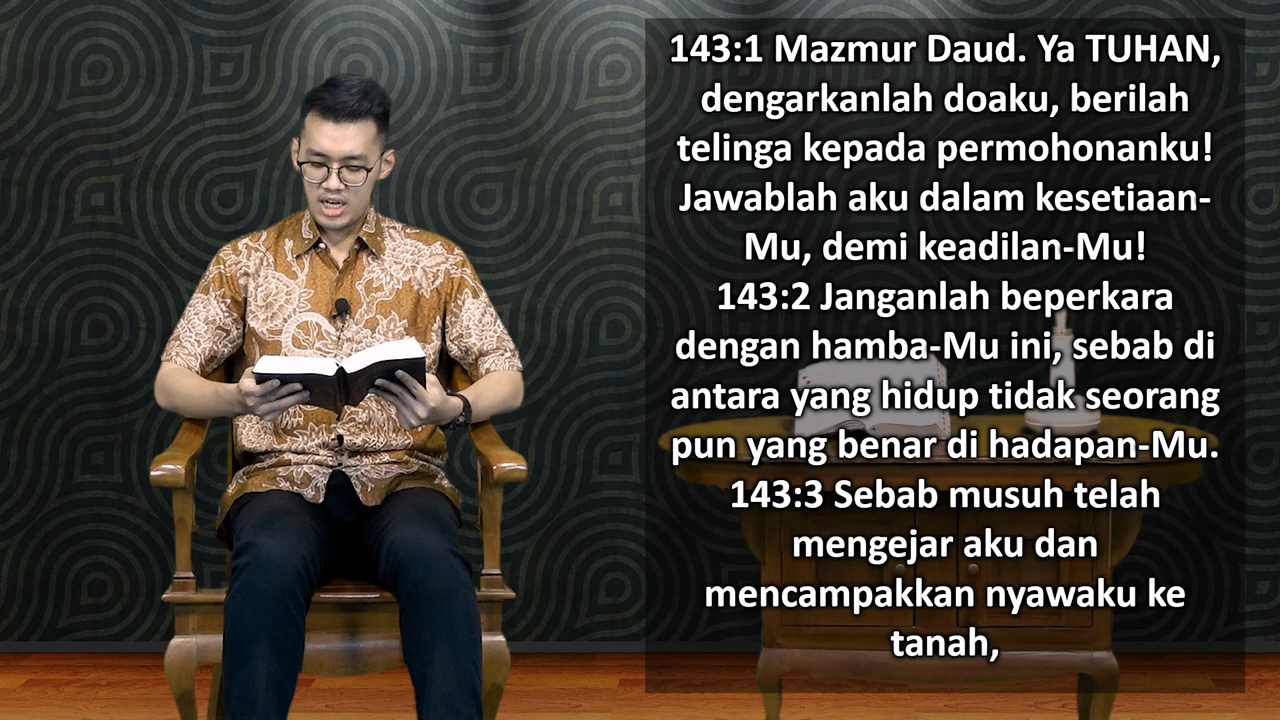 143:1 Mazmur Daud. Ya TUHAN,
dengarkanlah doaku, berilah
telinga kepada permohonanku!
Jawablah aku dalam kesetiaan-
Mu, demi keadilan-Mu!
143:2 Janganlah beperkara
dengan hamba-Mu ini, sebab di
antara yang hidup tidak seorang
pun yang benar di hadapan-Mu.
143:3 Sebab musuh telah
mengejar aku dan
mencampakkan nyawaku ke
tanah,